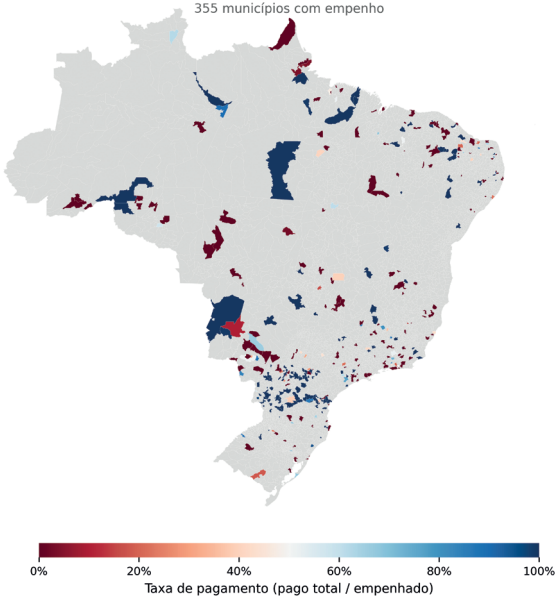 355 municípios com empenho
0% 20% 40% 60% 80% 100%
Taxa de pagamento (pago total / empenhado)